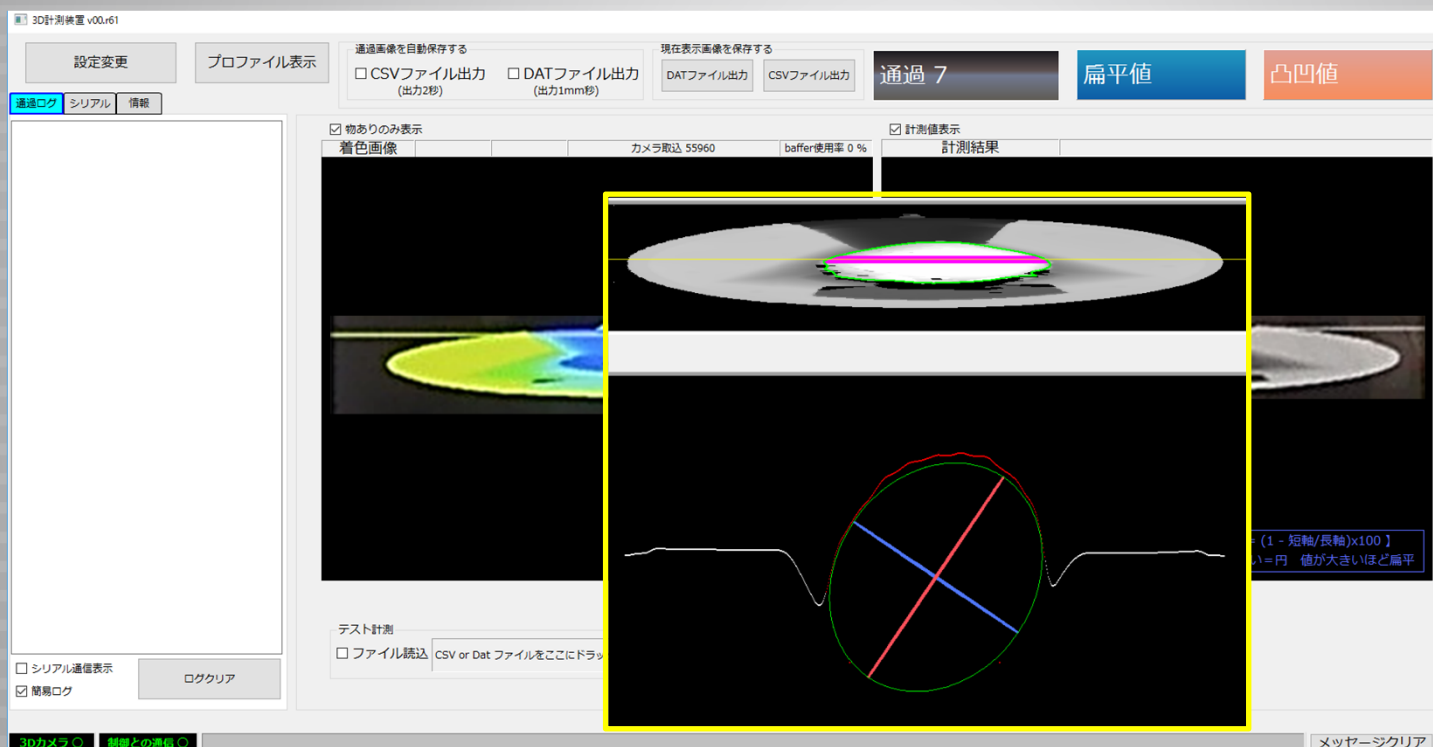 3D計測装置 v00.r61
設定変更
プロファイル表示
通過画像を自動保存する
CSVファイル出力
(出力2秒)
DATファイル出力
(出力1mm秒)
現在表示画像を保存する
DATファイル出力
CSVファイル出力
通過 7
扁平値
凸凹値
通過ログ
シリアル
情報
物ありのみ表示
計測値表示
着色画像
カメラ取込 55960
baffer使用率 0 %
計測結果
= (1 - 短軸/長軸)x100 】
い=円 値が大きいほど扁平
テスト計測
ファイル読込
CSV or Dat ファイルをここにドラッ
シリアル通信表示
簡易ログ
ログクリア
3Dカメラ○
制御との通信○
メッセージクリア